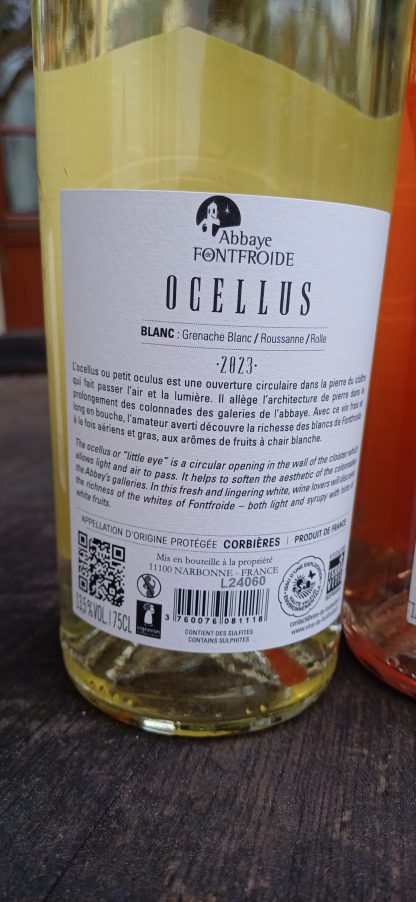 Abbaye
de
FONTFROIDE
OCELLUS
BLANC : Grenache Blanc / Roussanne / Rolle
·2023·
L'ocellus ou petit oculus est une ouverture circulaire dans la pierre du cloître
qui fait passer l'air et la lumière. Il allège l'architecture de pierre dans le
prolongement des colonnades des galeries de l'abbaye. Avec ce vin frais et
long en bouche, l'amateur averti découvre la richesse des blancs de Fontfroide
à la fois aériens et gras, aux arômes de fruits à chair blanche.
The ocellus or "little eye" is a circular opening in the wall of the cloister which
allows light and air to pass. It helps to soften the aesthetic of the colonnades
the Abbey's galleries. In this fresh and lingering white, wine lovers will discover
the richness of the whites of Fontfroide – both light and syrupy with hints of
white fruits.
APPELLATION D'ORIGINE PROTÉGÉE CORBIÈRES | PRODUIT DE FRANCE
Mis en bouteille à la propriété
11100 NARBONNE - FRANCE
L24060
13,5%VOL | 75CL
3 760076 081118
CONTIENT DES SULFITES
CONTAINS SULPHITES